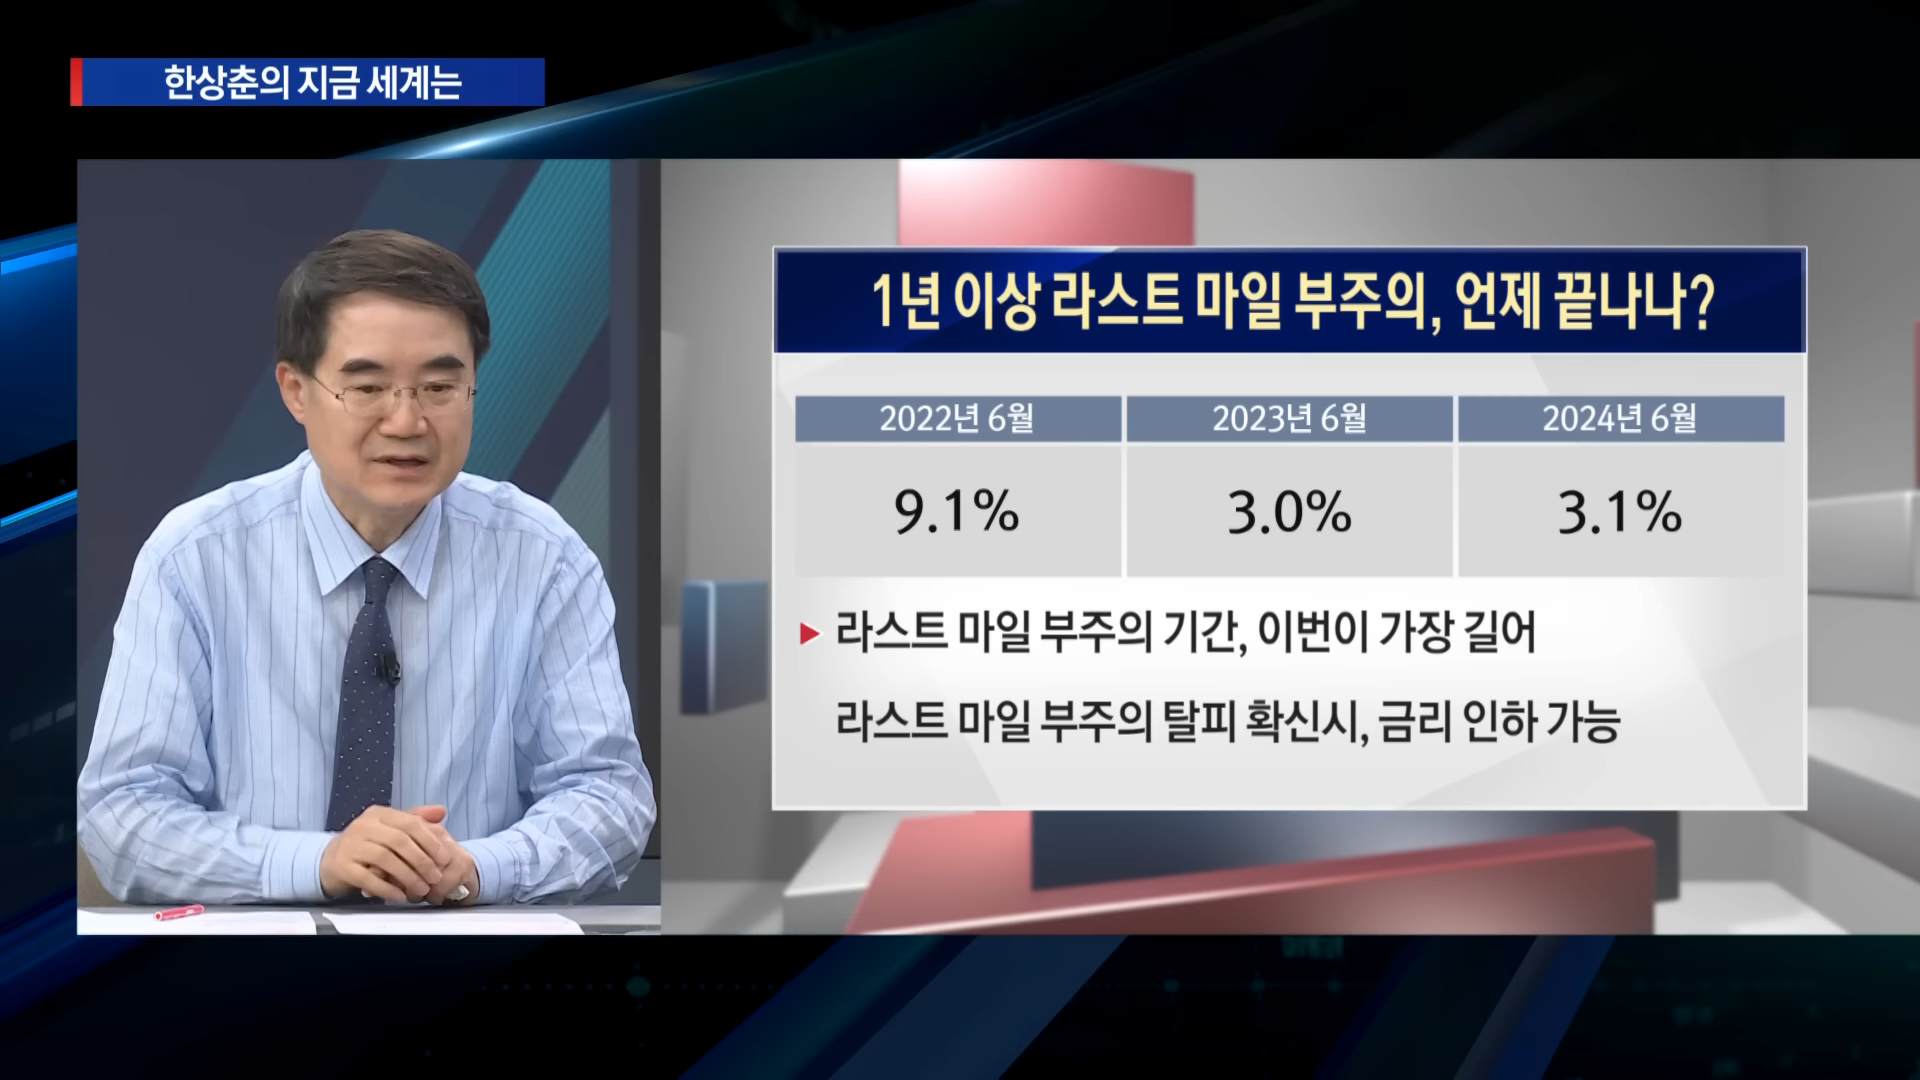 한상춘의 지금 세계는
1년 이상 라스트 마일 부주의, 언제 끝나나?
2022년 6월 2023년 6월 2024년 6월
9.1% 3.0% 3.1%
▶ 라스트 마일 부주의 기간, 이번이 가장 길어
라스트 마일 부주의 탈피 확신시, 금리 인하 가능